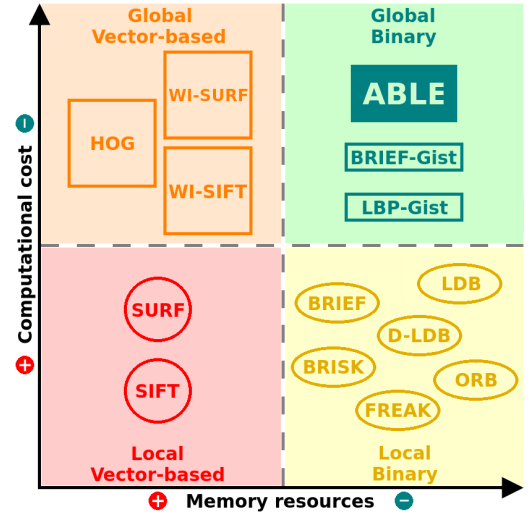 Global
Vector-based
Global
Binary
WI-SURF
HOG
WI-SIFT
ABLE
BRIEF-Gist
LBP-Gist
SURF
SIFT
LDB
BRIEF
D-LDB
BRISK
ORB
FREAK
Local
Vector-based
Local
Binary
+ Computational cost −
+ Memory resources −